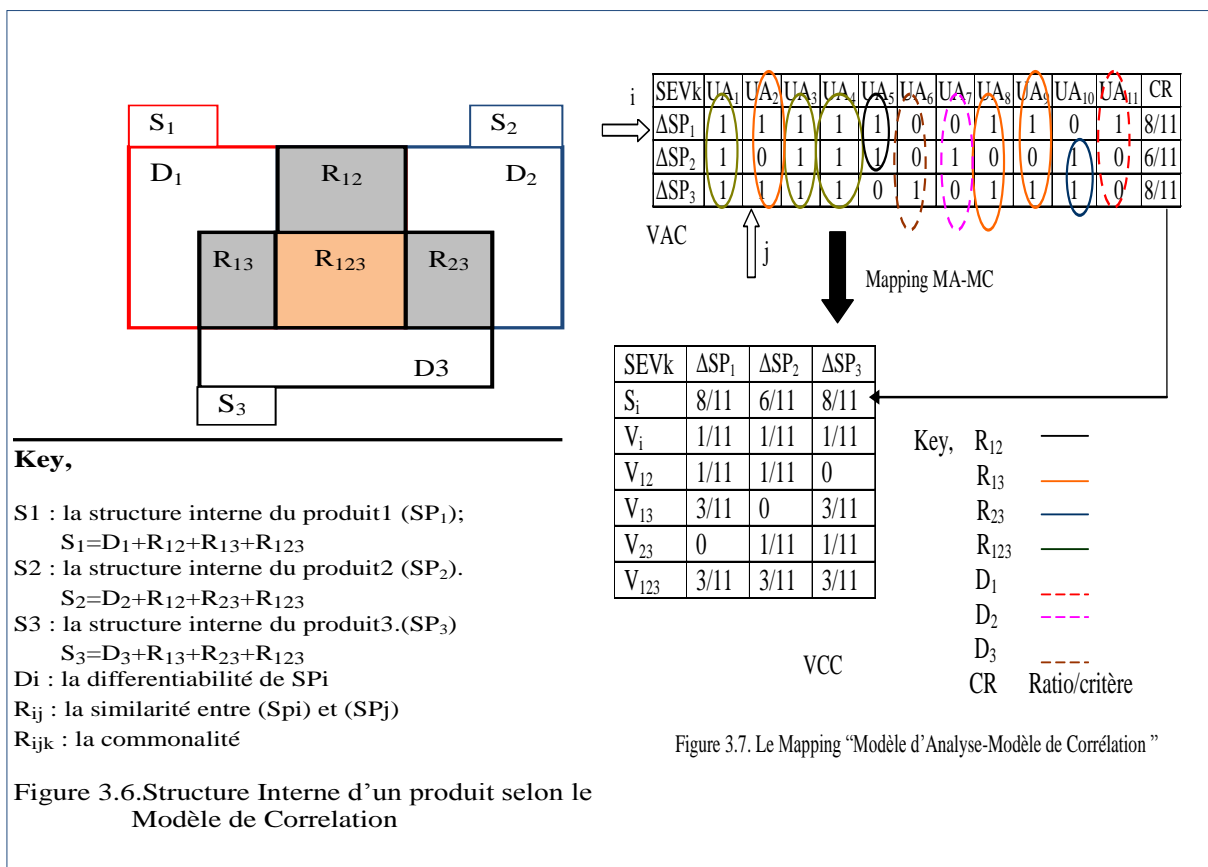 S1
S2
D1
R12
D2
R13
R123
R23
D3
S3
Key,
S1 : la structure interne du produit1 (SP1);
S1=D1+R12+R13+R123
S2 : la structure interne du produit2 (SP2).
S2=D2+R12+R23+R123
S3 : la structure interne du produit3.(SP3)
S3=D3+R13+R23+R123
Di : la differentiabilité de SPi
Rij : la similarité entre (Spi) et (SPj)
Rijk : la commonalité
Figure 3.6.Structure Interne d'un produit selon le
Modèle de Correlation
i
SEVk UA1 UA2 UA3 UA4 UA5 UA6 UA7 UA8 UA9 UA10 UA11 CR
ΔSP1 1 1 1 1 1 0 0 1 1 0 1 8/11
ΔSP2 1 0 1 1 1 0 1 0 0 1 0 6/11
ΔSP3 1 1 1 1 0 1 0 1 1 1 0 8/11
VAC
j
Mapping MA-MC
SEVk ΔSP1 ΔSP2 ΔSP3
Si 8/11 6/11 8/11
Vi 1/11 1/11 1/11
V12 1/11 1/11 0
V13 3/11 0 3/11
V23 0 1/11 1/11
V123 3/11 3/11 3/11
VCC
Key, R12
R13
R23
R123
D1
D2
D3
CR Ratio/critère
Figure 3.7. Le Mapping “Modèle d'Analyse-Modèle de Corrélation ”